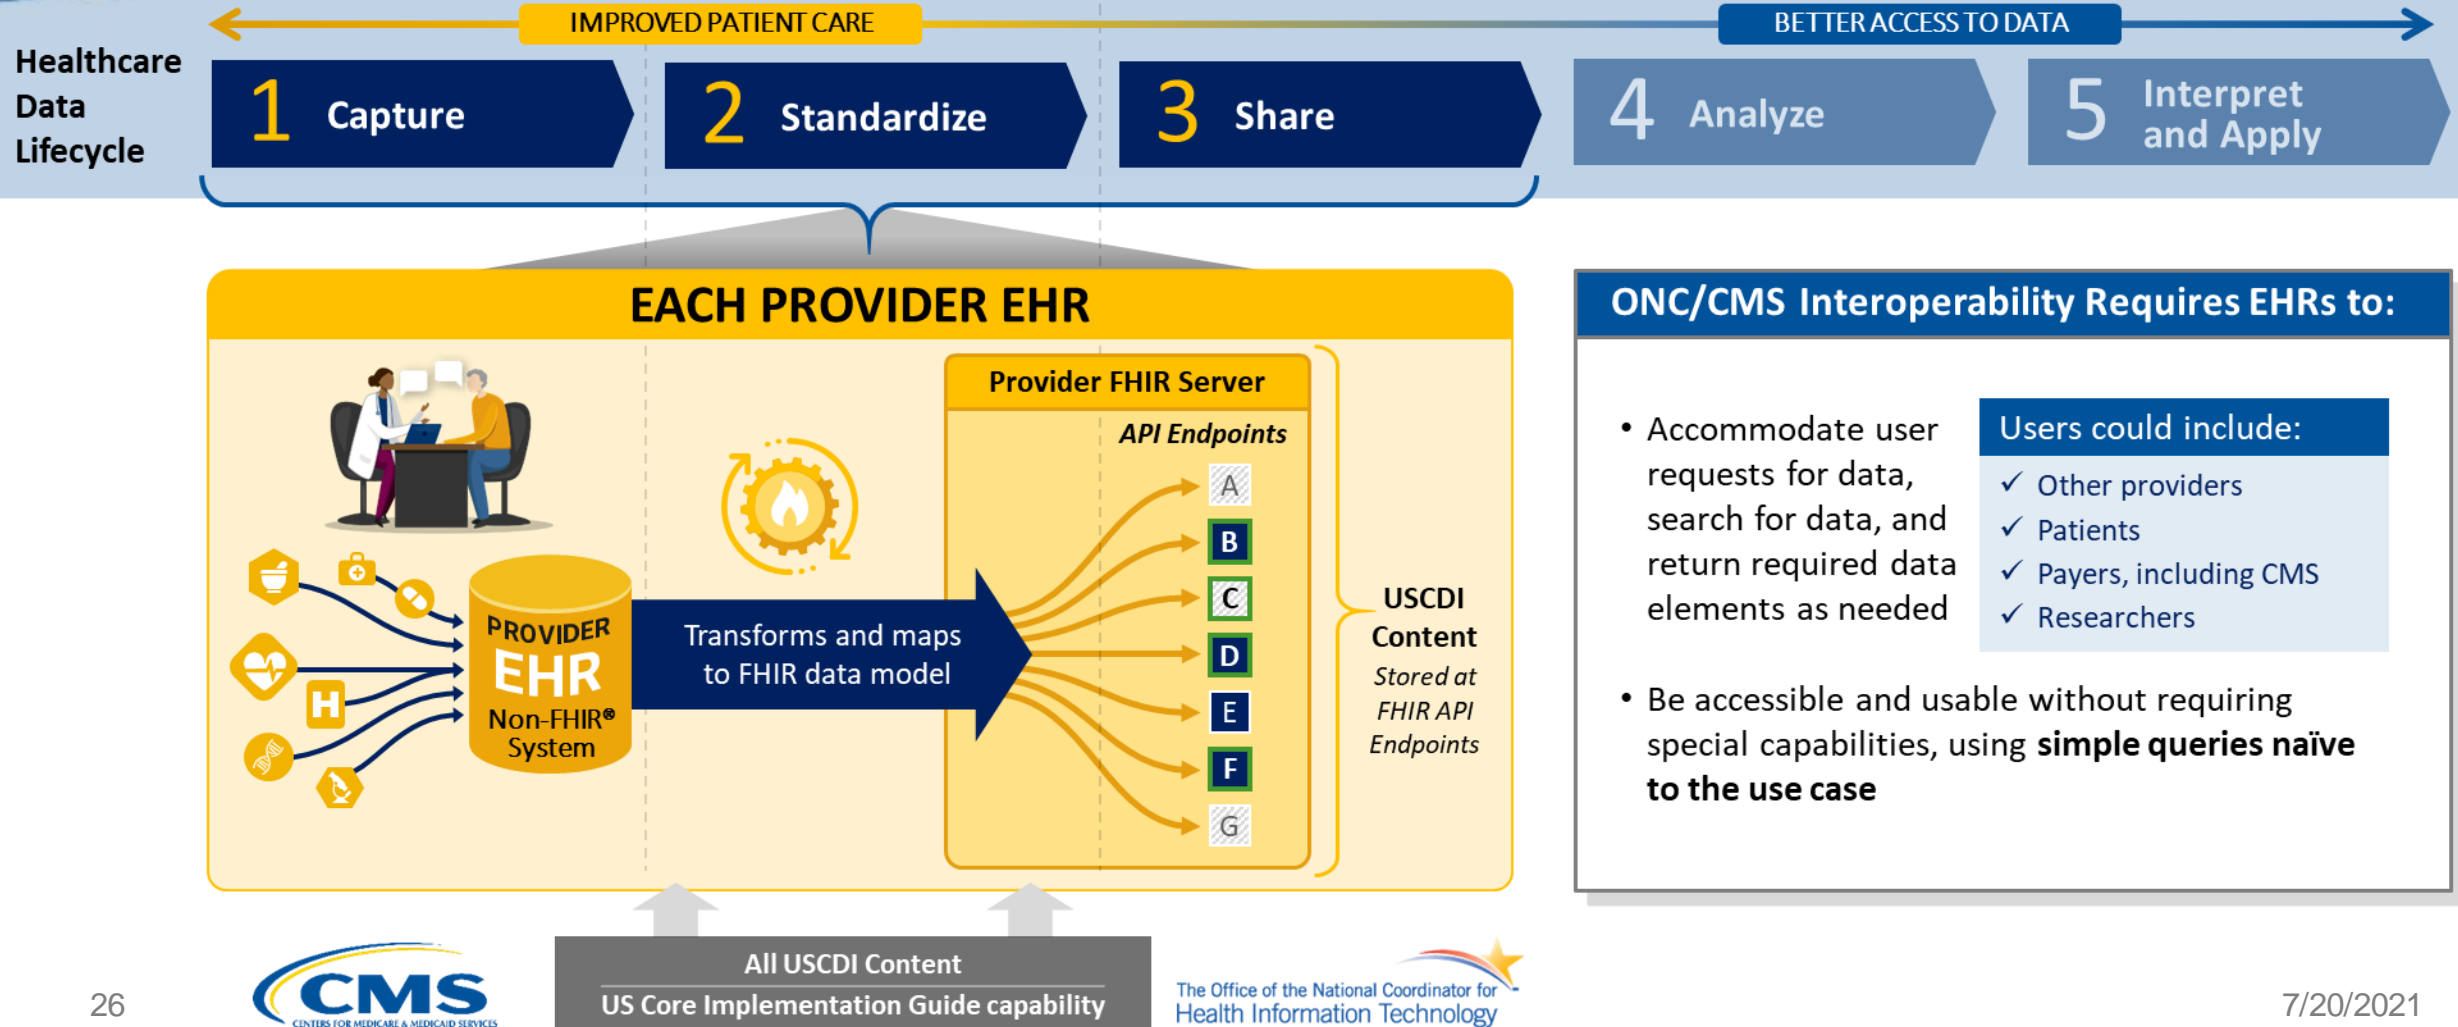 IMPROVED PATIENT CARE
BETTER ACCESS TO DATA
Healthcare
Data
Lifecycle
1 Capture
2 Standardize
3 Share
4 Analyze
5 Interpret
and Apply
EACH PROVIDER EHR
Provider FHIR Server
API Endpoints
A
B
C
D
E
F
G
PROVIDER
EHR
Non-FHIR®
System
H
Transforms and maps
to FHIR data model
USCDI
Content
Stored at
FHIR API
Endpoints
ONC/CMS Interoperability Requires EHRs to:
• Accommodate user
requests for data,
search for data, and
return required data
elements as needed
Users could include:
✓ Other providers
✓ Patients
✓ Payers, including CMS
✓ Researchers
• Be accessible and usable without requiring
special capabilities, using simple queries naïve
to the use case
All USCDI Content
US Core Implementation Guide capability
26
CMS
CENTERS FOR MEDICARE & MEDICAID SERVICES
The Office of the National Coordinator for
Health Information Technology
7/20/2021